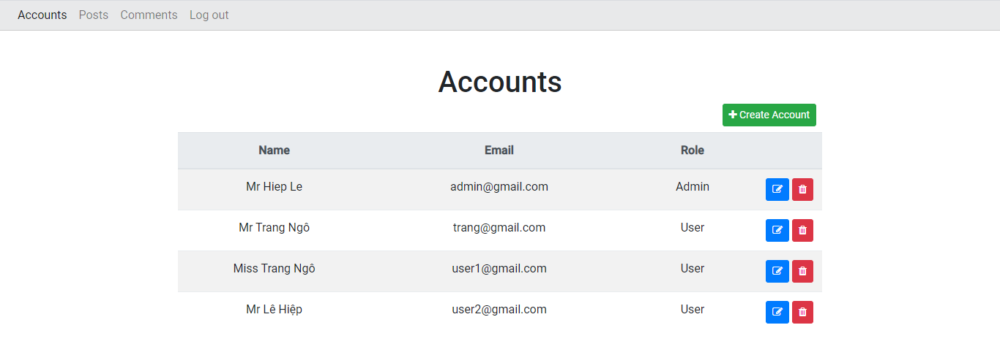 Accounts Posts Comments Log out
Accounts
Create Account
Name Email Role
Mr Hiep Le admin@gmail.com Admin
Mr Trang Ngô trang@gmail.com User
Miss Trang Ngô user1@gmail.com User
Mr Lê Hiệp user2@gmail.com User